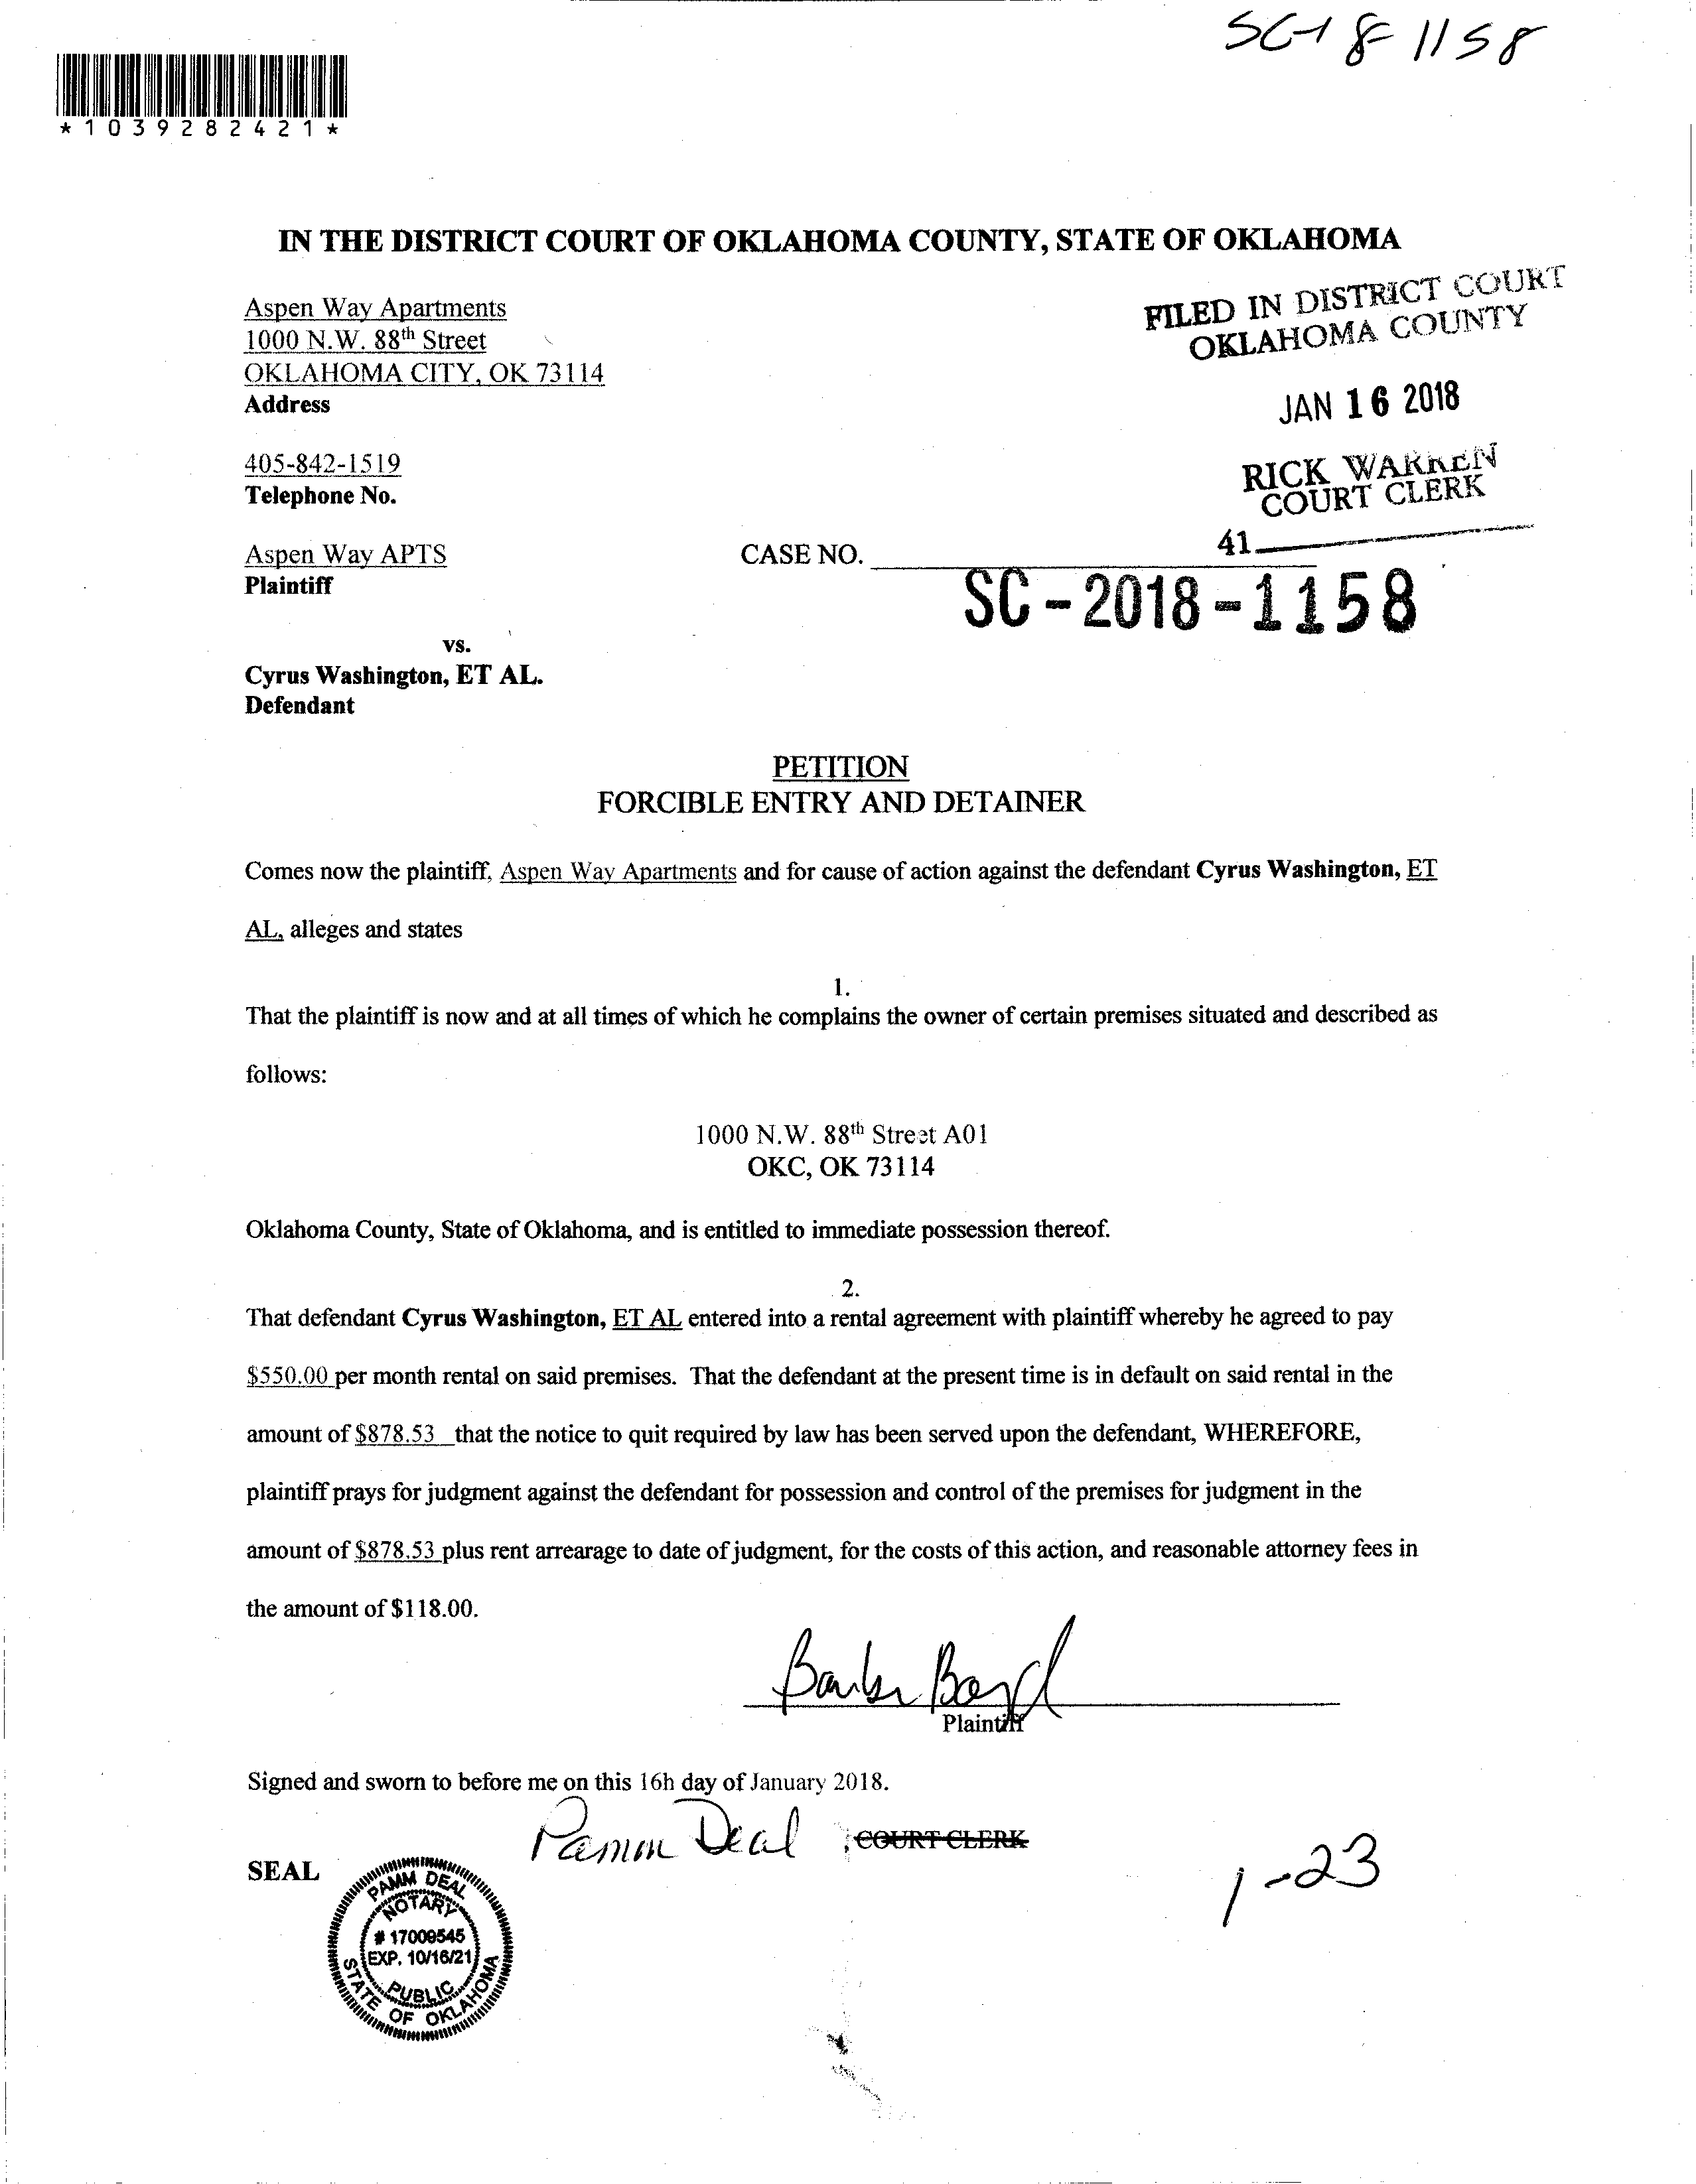 SC-18-1158
*1039282421*
IN THE DISTRICT COURT OF OKLAHOMA COUNTY, STATE OF OKLAHOMA
Aspen Way Apartments
1000 N.W. 88th Street
OKLAHOMA CITY, OK 73114
Address
FILED IN DISTRICT COURT
OKLAHOMA COUNTY
JAN 16 2018
RICK WARREN
COURT CLERK
41
405-842-1519
Telephone No.
Aspen Way APTS
Plaintiff
CASE NO.
SC-2018-1158
vs.
Cyrus Washington, ET AL.
Defendant
PETITION
FORCIBLE ENTRY AND DETAINER
Comes now the plaintiff, Aspen Way Apartments and for cause of action against the defendant Cyrus Washington, ET
AL, alleges and states
1.
That the plaintiff is now and at all times of which he complains the owner of certain premises situated and described as
follows:
1000 N.W. 88th Street A01
OKC, OK 73114
Oklahoma County, State of Oklahoma, and is entitled to immediate possession thereof.
2.
That defendant Cyrus Washington, ET AL entered into a rental agreement with plaintiff whereby he agreed to pay
$550.00 per month rental on said premises. That the defendant at the present time is in default on said rental in the
amount of $878.53 that the notice to quit required by law has been served upon the defendant, WHEREFORE,
plaintiff prays for judgment against the defendant for possession and control of the premises for judgment in the
amount of $878.53 plus rent arrearage to date of judgment, for the costs of this action, and reasonable attorney fees in
the amount of $118.00.
Plaintiff
Signed and sworn to before me on this 16h day of January 2018.
Pamm Deal , COURT CLERK
SEAL
PAMM DEAL
NOTARY
# 17009545
EXP. 10/16/21
PUBLIC
STATE OF OKLAHOMA
1-23